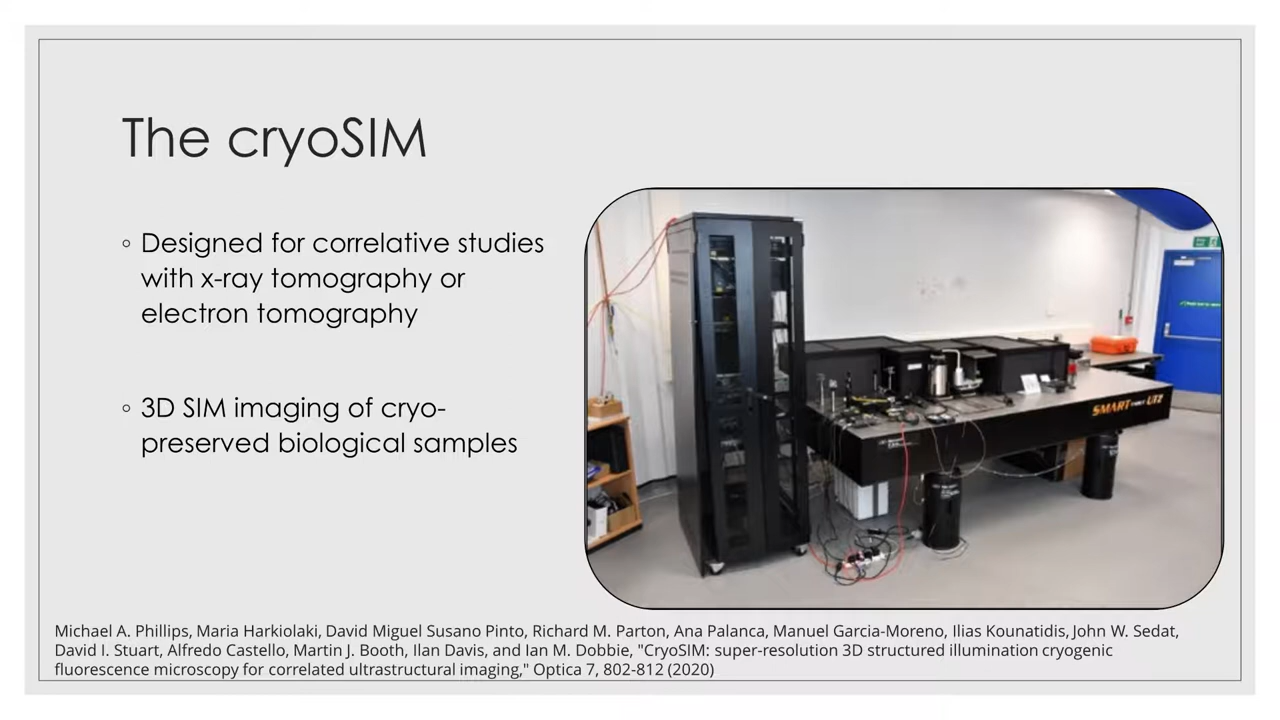 The cryoSIM
◦ Designed for correlative studies
with x-ray tomography or
electron tomography
◦ 3D SIM imaging of cryo-
preserved biological samples
SMART TABLE UT2
Michael A. Phillips, Maria Harkiolaki, David Miguel Susano Pinto, Richard M. Parton, Ana Palanca, Manuel Garcia-Moreno, Ilias Kounatidis, John W. Sedat,
David I. Stuart, Alfredo Castello, Martin J. Booth, Ilan Davis, and Ian M. Dobbie, "CryoSIM: super-resolution 3D structured illumination cryogenic
fluorescence microscopy for correlated ultrastructural imaging," Optica 7, 802-812 (2020)